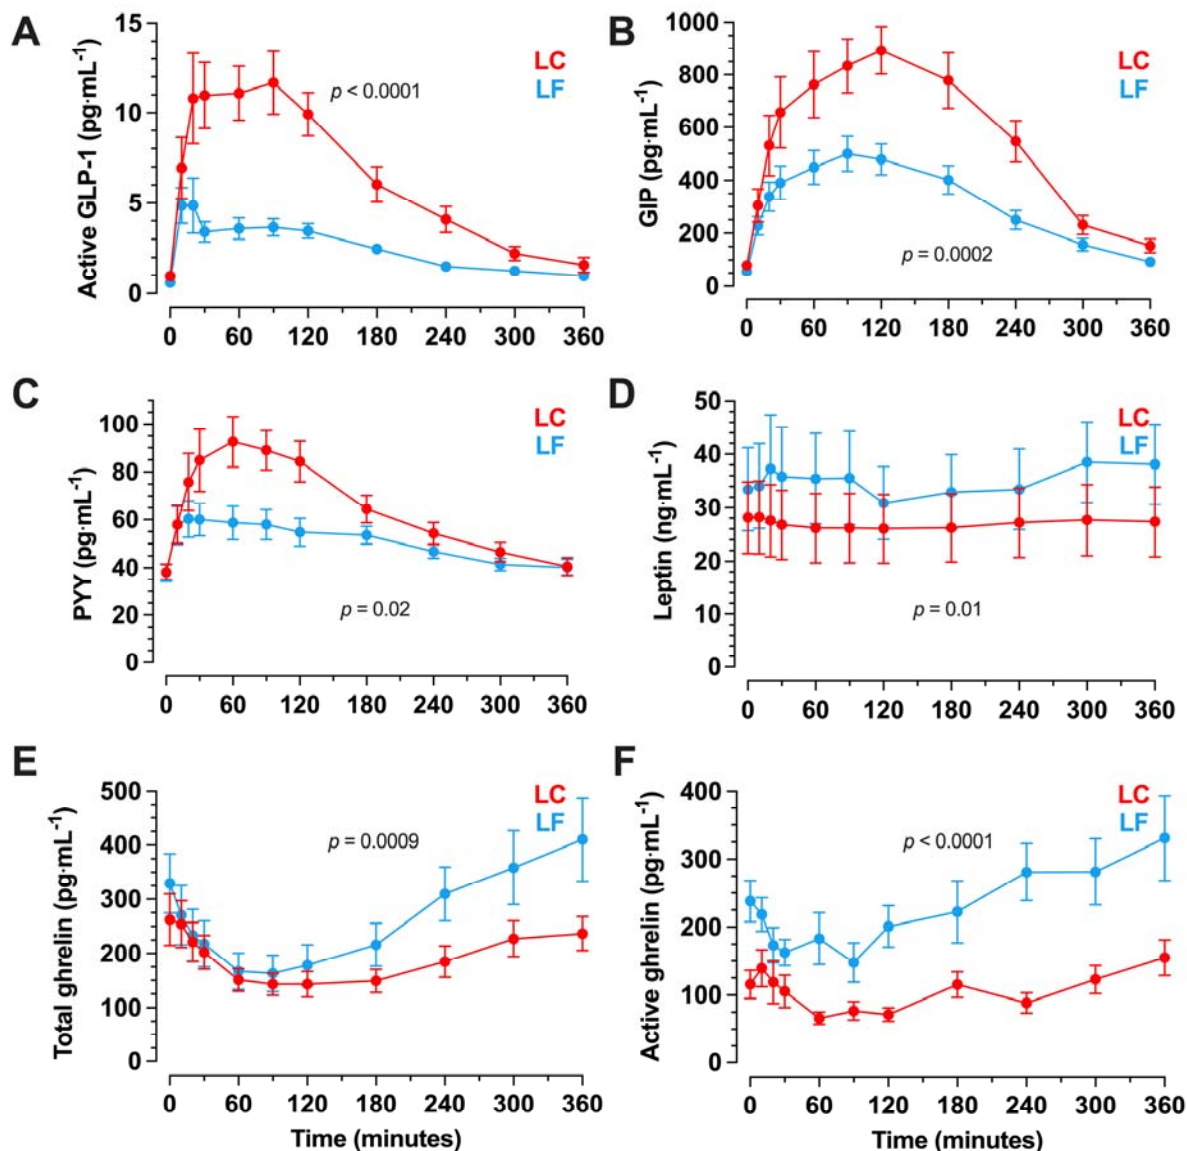 A
Active GLP-1 (pg·mL⁻¹)
15
10
5
0
LC
LF
p < 0.0001
0 60 120 180 240 300 360
B
GIP (pg·mL⁻¹)
1000
800
600
400
200
0
LC
LF
p = 0.0002
0 60 120 180 240 300 360
C
PYY (pg·mL⁻¹)
100
80
60
40
20
0
LC
LF
p = 0.02
0 60 120 180 240 300 360
D
Leptin (ng·mL⁻¹)
50
40
30
20
10
0
LC
LF
p = 0.01
0 60 120 180 240 300 360
E
Total ghrelin (pg·mL⁻¹)
500
400
300
200
100
0
LC
LF
p = 0.0009
0 60 120 180 240 300 360
Time (minutes)
F
Active ghrelin (pg·mL⁻¹)
400
300
200
100
0
LC
LF
p < 0.0001
0 60 120 180 240 300 360
Time (minutes)